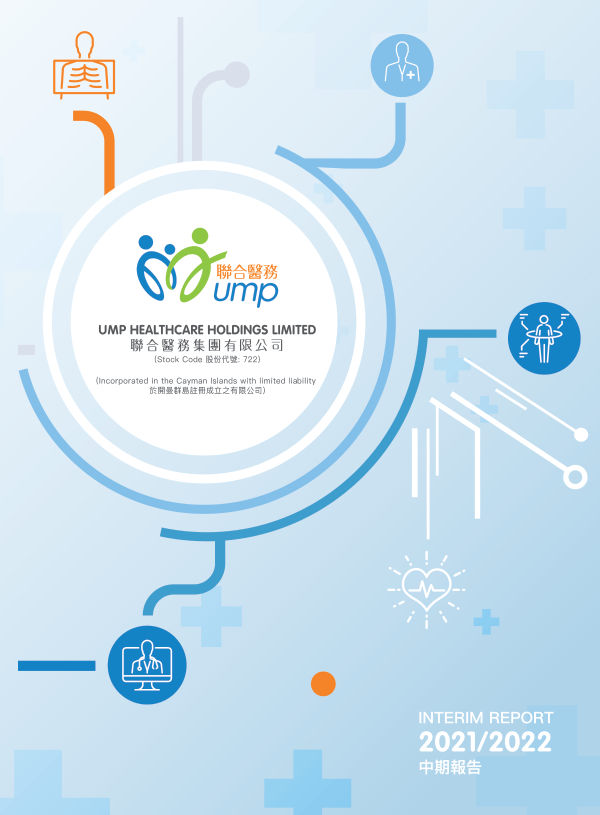 聯合醫務
ump
UMP HEALTHCARE HOLDINGS LIMITED
聯合醫務集團有限公司
(Stock Code 股份代號: 722)
(Incorporated in the Cayman Islands with limited liability
於開曼群島註冊成立之有限公司)
INTERIM REPORT
2021/2022
中期報告